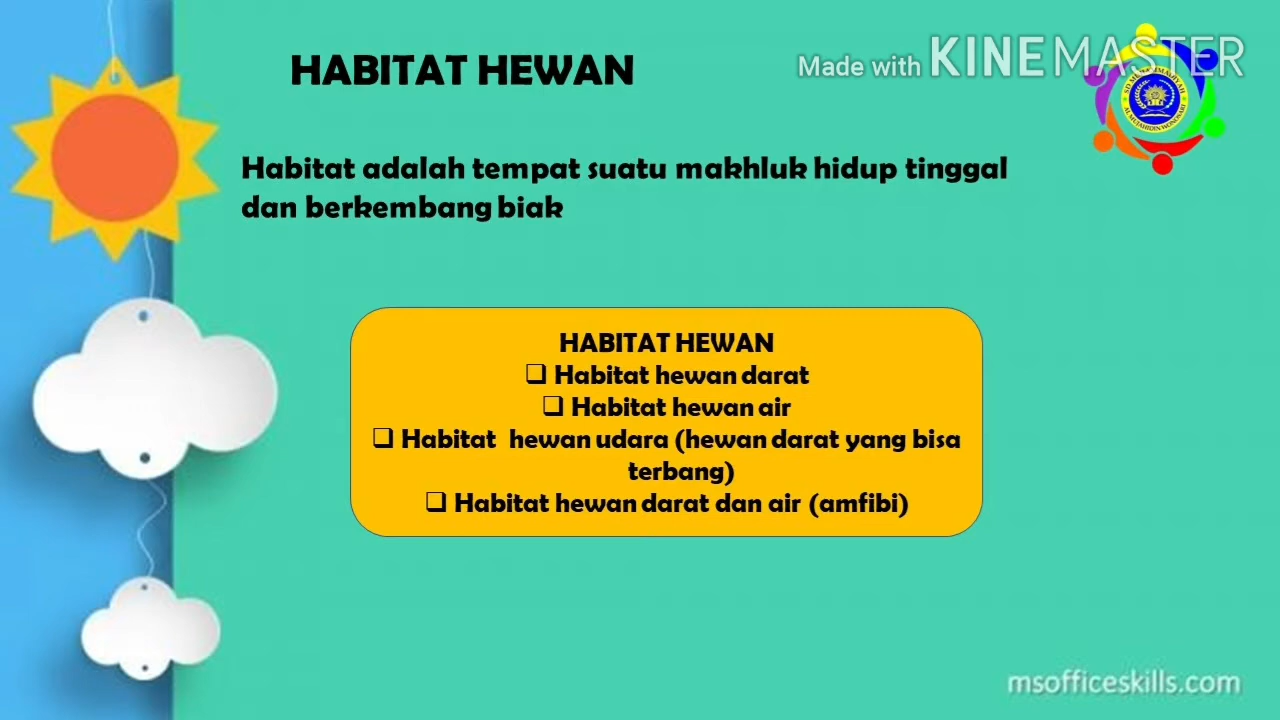 HABITAT HEWAN
Made with KINEMASTER
Habitat adalah tempat suatu makhluk hidup tinggal
dan berkembang biak
HABITAT HEWAN
❑ Habitat hewan darat
❑ Habitat hewan air
❑ Habitat hewan udara (hewan darat yang bisa
terbang)
❑ Habitat hewan darat dan air (amfibi)
msofficeskills.com